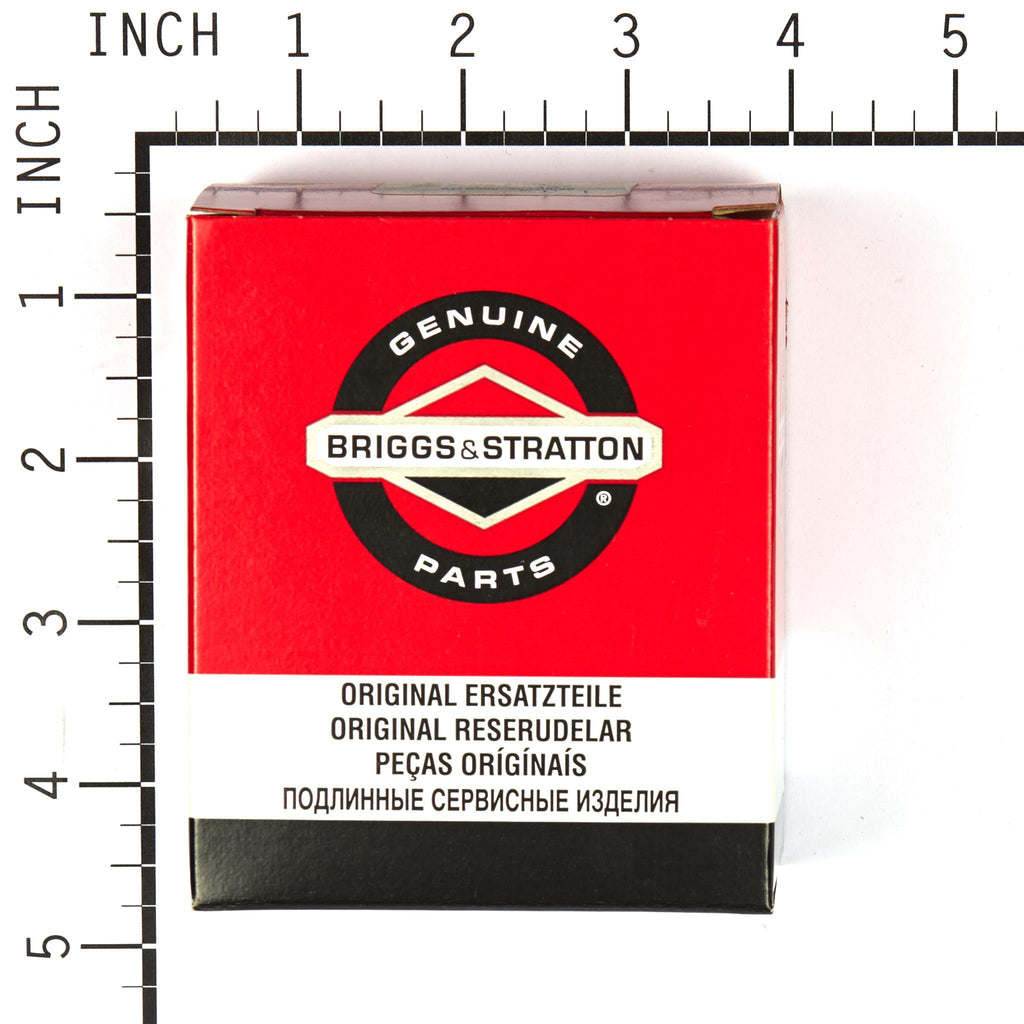 INCH 1 2 3 4 5
INCH
1
2
3
4
5
GENUINE
BRIGGS & STRATTON
®
PARTS
ORIGINAL ERSATZTEILE
ORIGINAL RESERUDELAR
PEÇAS ORÍGÍNAÍS
ПОДЛИННЫЕ СЕРВИСНЫЕ ИЗДЕЛИЯ